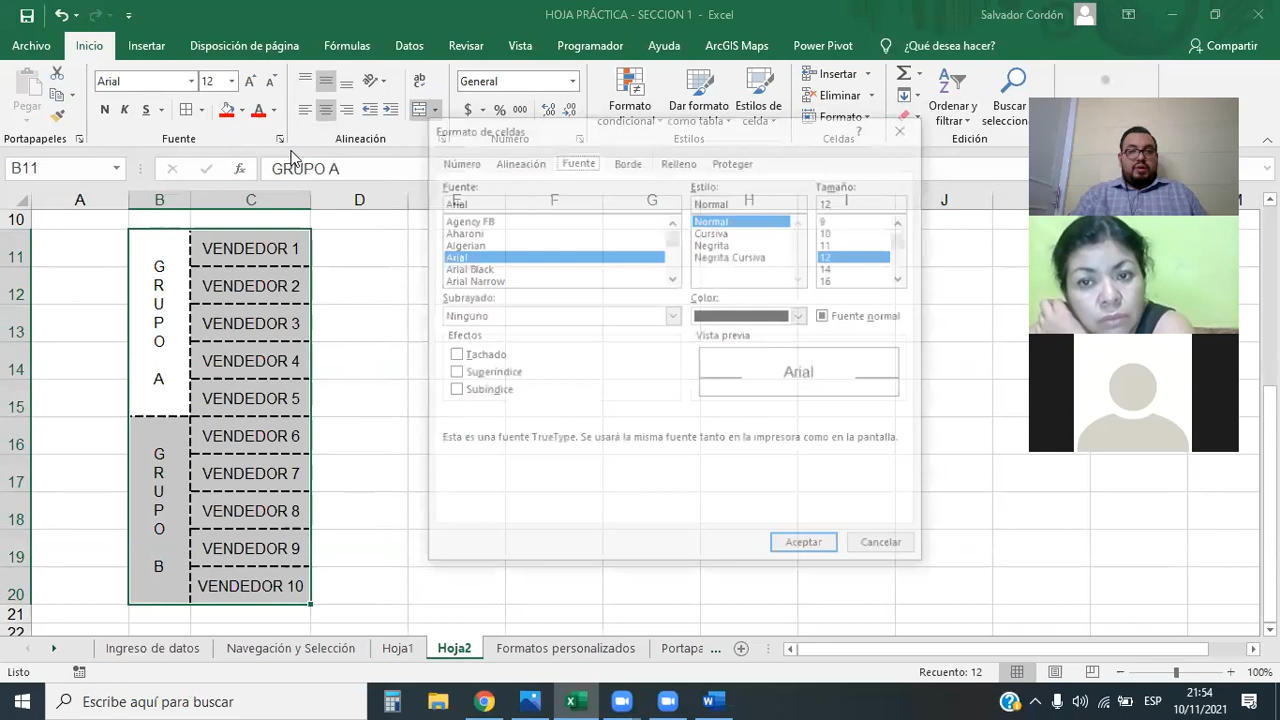 HOJA PRÁCTICA - SECCION 1 - Excel
Salvador Cordón
Archivo Inicio Insertar Disposición de página Fórmulas Datos Revisar Vista Programador Ayuda ArcGIS Maps Power Pivot ¿Qué desea hacer? Compartir
Pegar
Arial 12
N K S
General
$ % 000
Formato condicional
Dar formato como tabla
Estilos de celdas
Insertar
Eliminar
Formato
Ordenar y filtrar
Buscar y seleccionar
Portapapeles Fuente Alineación Número Estilos Celdas Edición
B11
fx GRUPO A
Formato de celdas
? 
Número Alineación Fuente Borde Relleno Proteger
Fuente: Estilo: Tamaño:
Arial Normal 12
Agency FB
Aharoni
Algerian
Arial
Arial Black
Arial Narrow
Normal
Cursiva
Negrita
Negrita Cursiva
9
10
11
12
14
16
Subrayado: Color:
Ninguno Fuente normal
Efectos
Tachado
Superíndice
Subíndice
Vista previa
Arial
Esta es una fuente TrueType. Se usará la misma fuente tanto en la impresora como en la pantalla.
Aceptar Cancelar
A B C D E F G H I J M
10
11
12
13
14
15
16
17
18
19
20
21
22
GRUPO A
VENDEDOR 1
VENDEDOR 2
VENDEDOR 3
VENDEDOR 4
VENDEDOR 5
GRUPO B
VENDEDOR 6
VENDEDOR 7
VENDEDOR 8
VENDEDOR 9
VENDEDOR 10
Ingreso de datos Navegación y Selección Hoja1 Hoja2 Formatos personalizados Portapa ...
Listo
Recuento: 12
100%
Escribe aquí para buscar
ESP
21:54
10/11/2021